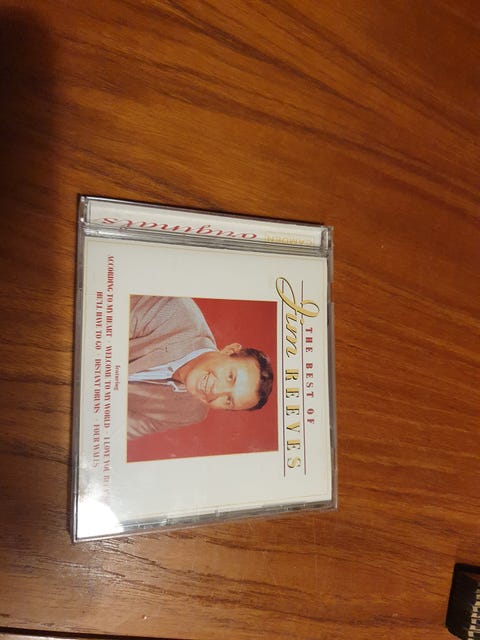 CAMDEN
originals
THE BEST OF
Jim REEVES
featuring
ACCORDING TO MY HEART · WELCOME TO MY WORLD · I LOVE YOU
HE'LL HAVE TO GO · DISTANT DRUMS · FOUR WALLS